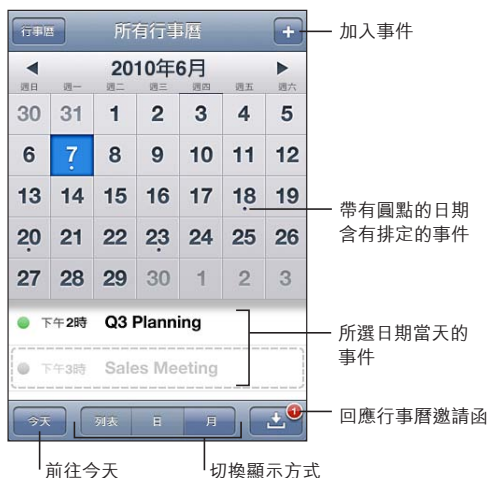 行事曆 所有行事曆 + 加入事件
2010年6月
週日 週一 週二 週三 週四 週五 週六
30 31 1 2 3 4 5
6 7 8 9 10 11 12
13 14 15 16 17 18 19
帶有圓點的日期
含有排定的事件
20 21 22 23 24 25 26
27 28 29 30 1 2 3
下午2時 Q3 Planning
下午3時 Sales Meeting
所選日期當天的
事件
今天 列表 日 月 1 回應行事曆邀請函
前往今天 切換顯示方式